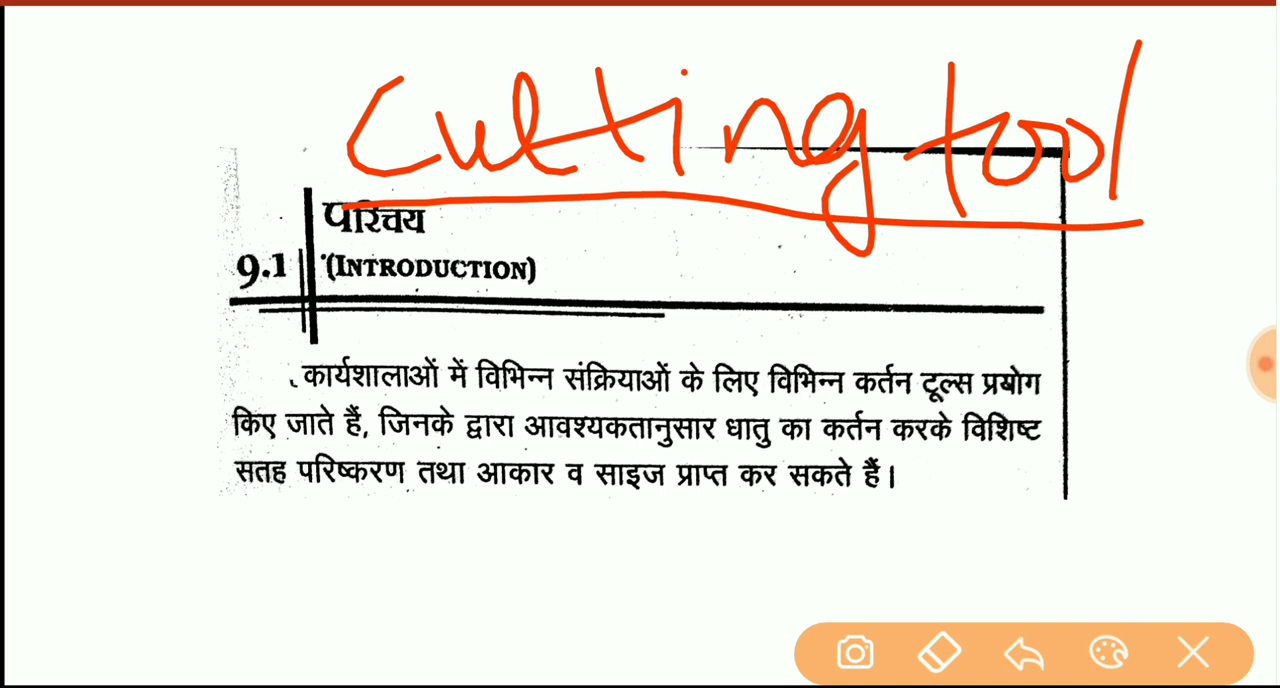 cutting tool
परिचय
9.1 (INTRODUCTION)
कार्यशालाओं में विभिन्न संक्रियाओं के लिए विभिन्न कर्तन टूल्स प्रयोग
किए जाते हैं, जिनके द्वारा आवश्यकतानुसार धातु का कर्तन करके विशिष्ट
सतह परिष्करण तथा आकार व साइज प्राप्त कर सकते हैं।